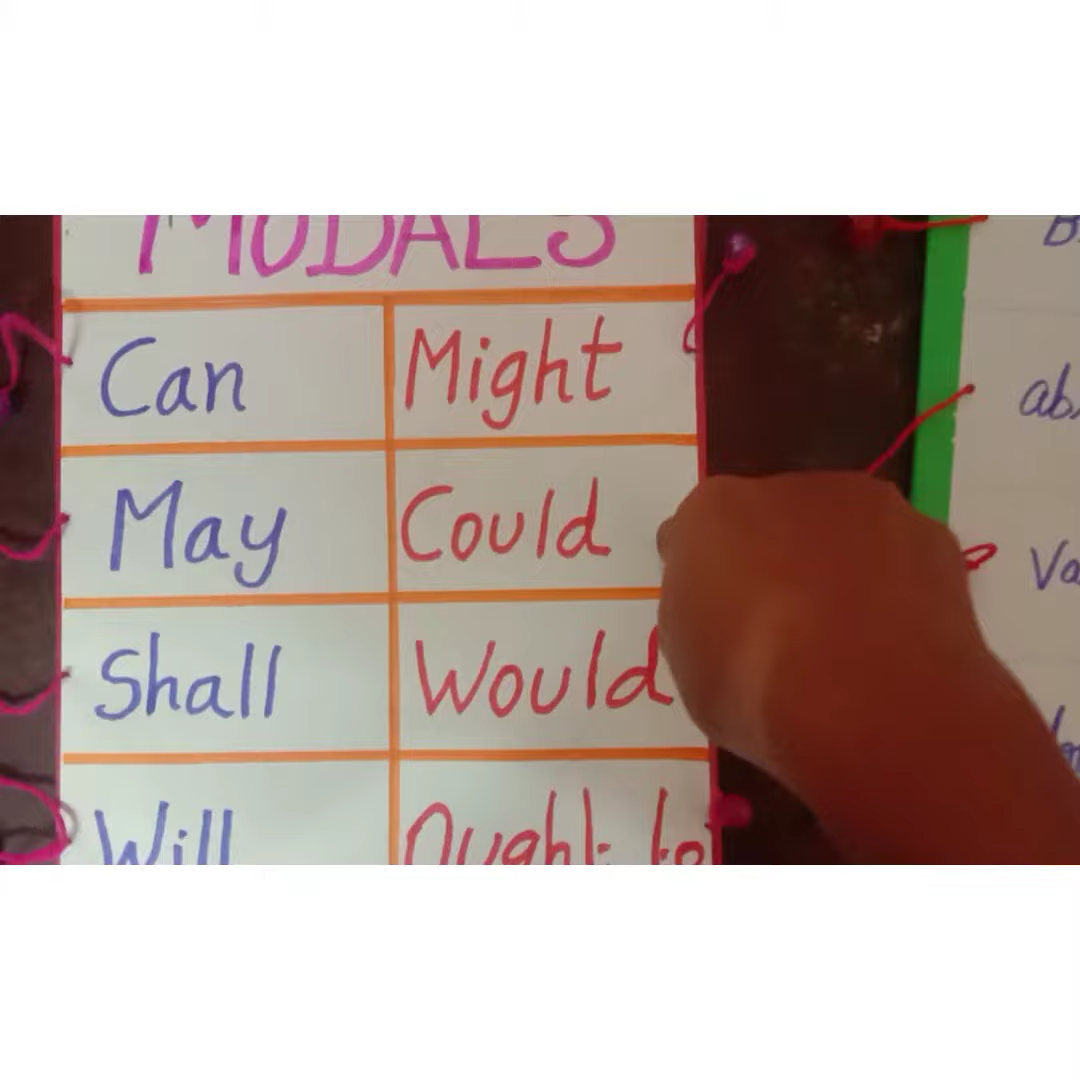 MODALS
Can Might
May Could
Shall Would
Will Ought to